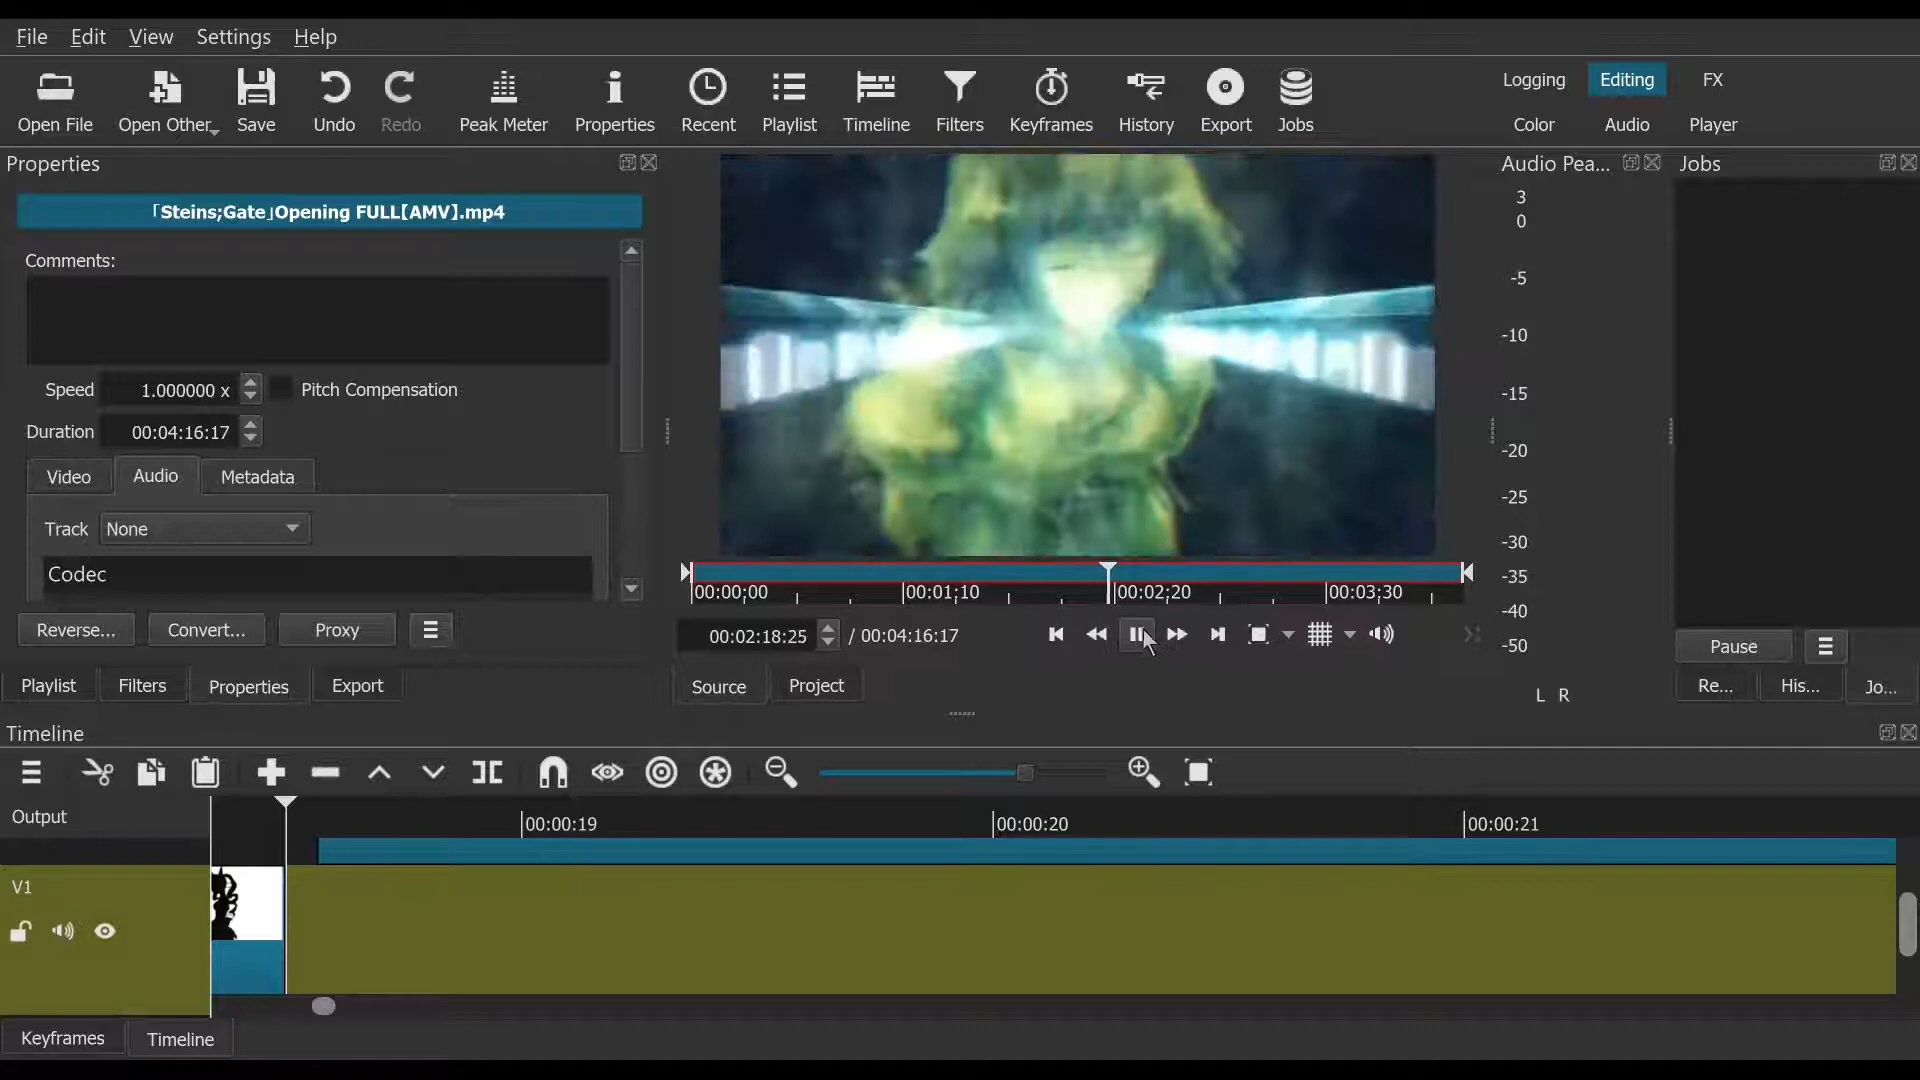 File Edit View Settings Help
Open File Open Other Save Undo Redo Peak Meter Properties Recent Playlist Timeline Filters Keyframes History Export Jobs
Logging Editing FX
Color Audio Player
Properties
「Steins;Gate」Opening FULL[AMV].mp4
Comments:
Speed 1.000000 x Pitch Compensation
Duration 00:04:16:17
Video Audio Metadata
Track None
Codec
Reverse... Convert... Proxy
Playlist Filters Properties Export
00:00;00 00:01;10 00:02;20 00:03;30
00:02:18:25 / 00:04:16:17
Source Project
Audio Pea...
3
0
-5
-10
-15
-20
-25
-30
-35
-40
-50
L R
Jobs
Pause
Re... His... Jo...
Timeline
Output
00:00:19 00:00:20 00:00:21
V1
Keyframes Timeline